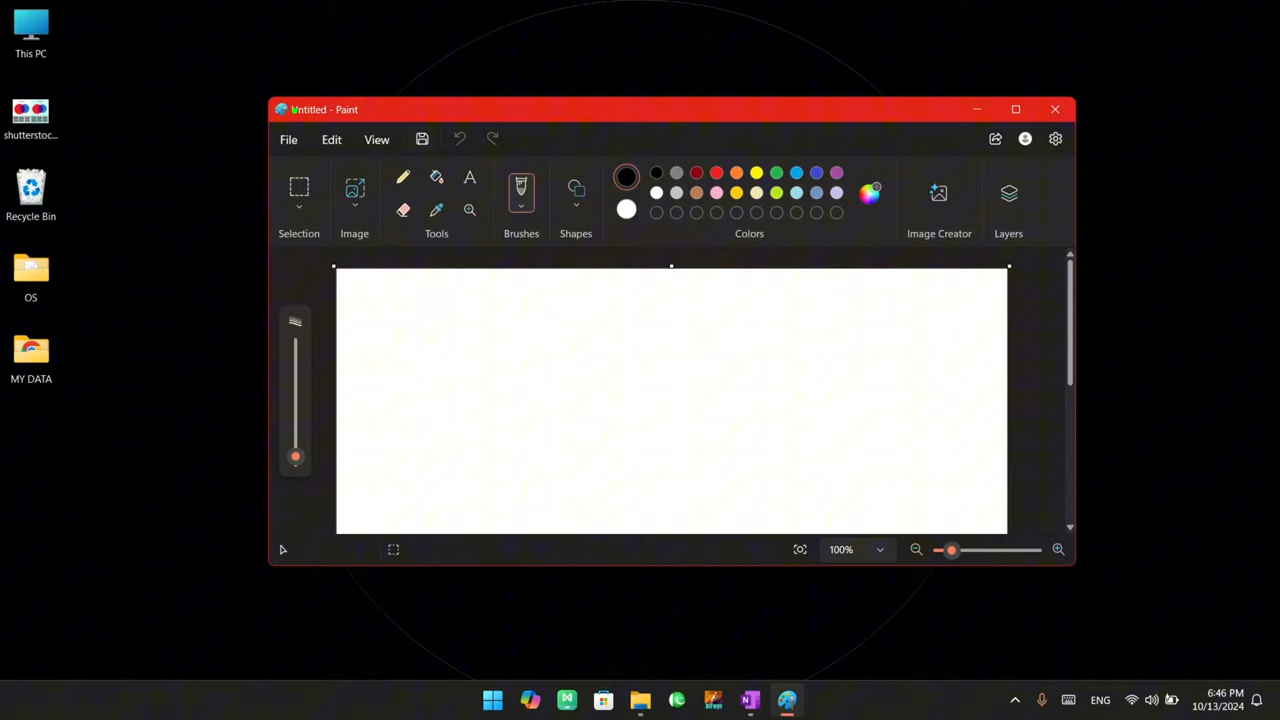 This PC
shutterstoc...
Recycle Bin
OS
MY DATA
Untitled - Paint
File Edit View
Selection Image Tools Brushes Shapes Colors Image Creator Layers
100%
ENG
6:46 PM
10/13/2024